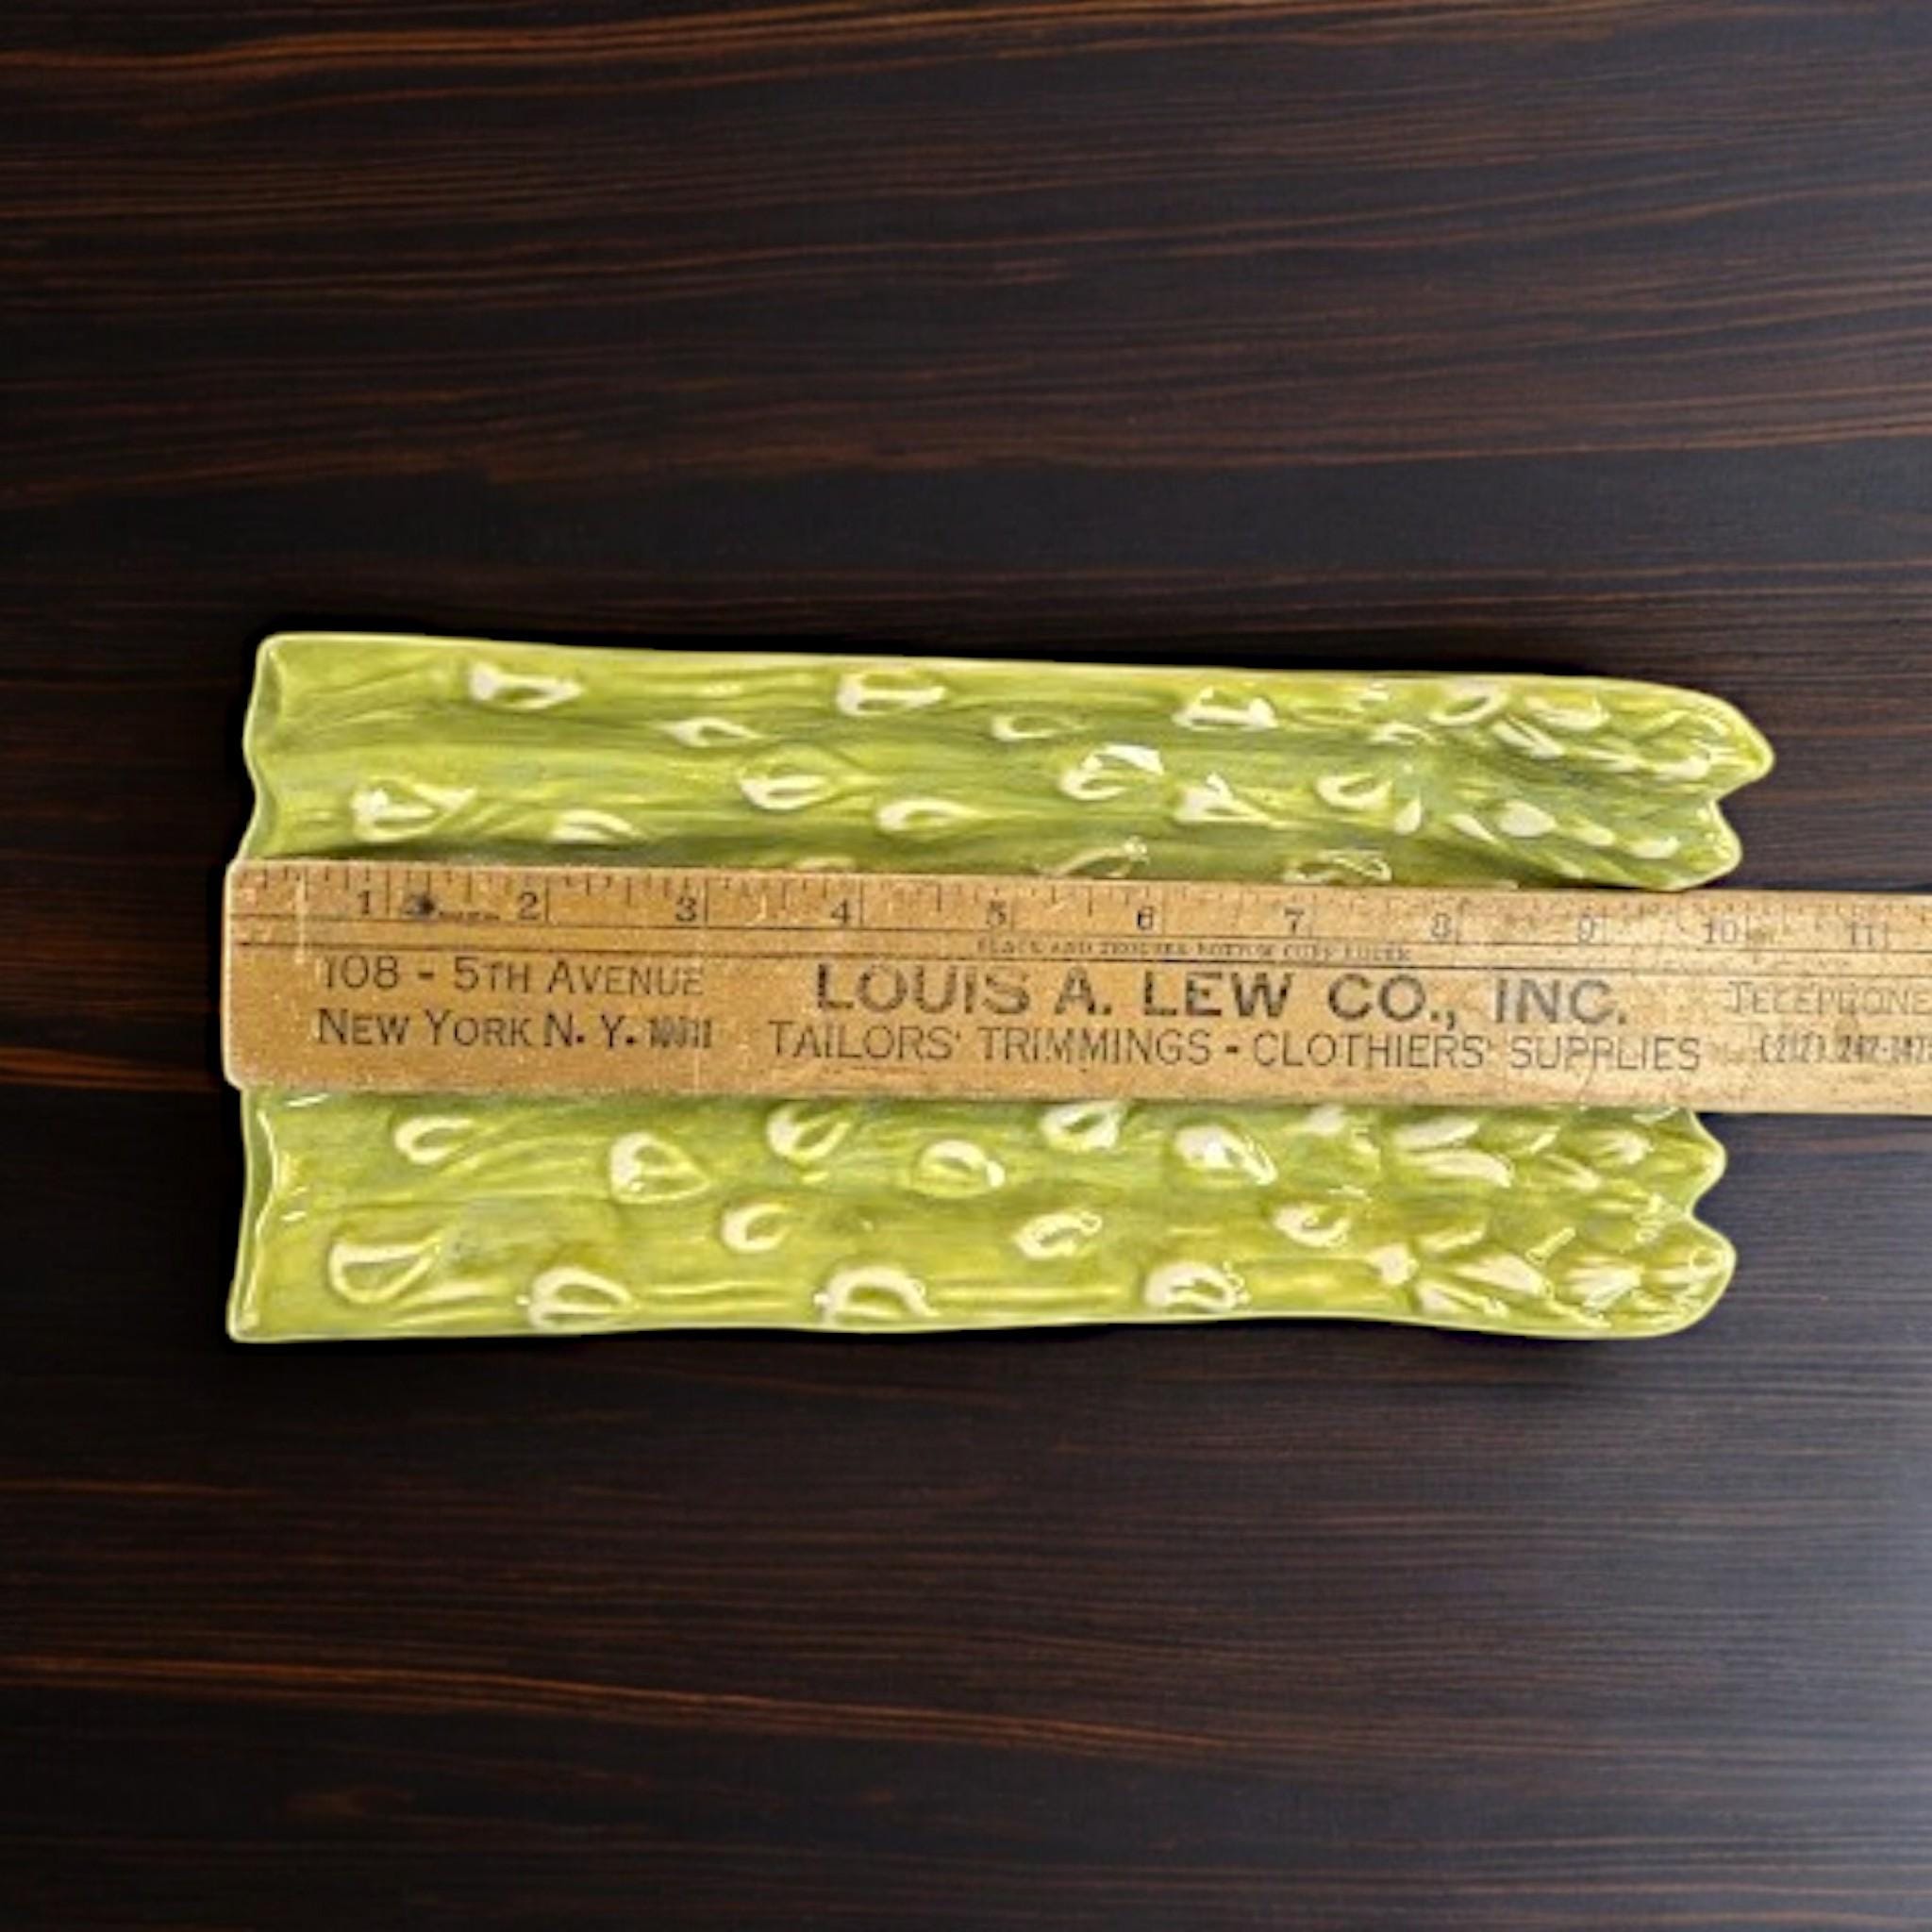 1 2 3 4 5 6 7 8 9 10 11
108 - 5TH AVENUE
NEW YORK N. Y.
LOUIS A. LEW CO., INC.
TAILORS' TRIMMINGS - CLOTHIERS' SUPPLIES
TELEPHONE